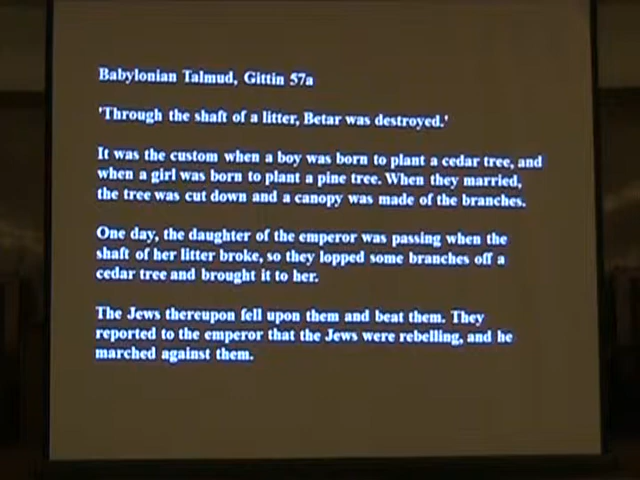 Babylonian Talmud, Gittin 57a
'Through the shaft of a litter, Betar was destroyed.'
It was the custom when a boy was born to plant a cedar tree, and
when a girl was born to plant a pine tree. When they married,
the tree was cut down and a canopy was made of the branches.
One day, the daughter of the emperor was passing when the
shaft of her litter broke, so they lopped some branches off a
cedar tree and brought it to her.
The Jews thereupon fell upon them and beat them. They
reported to the emperor that the Jews were rebelling, and he
marched against them.